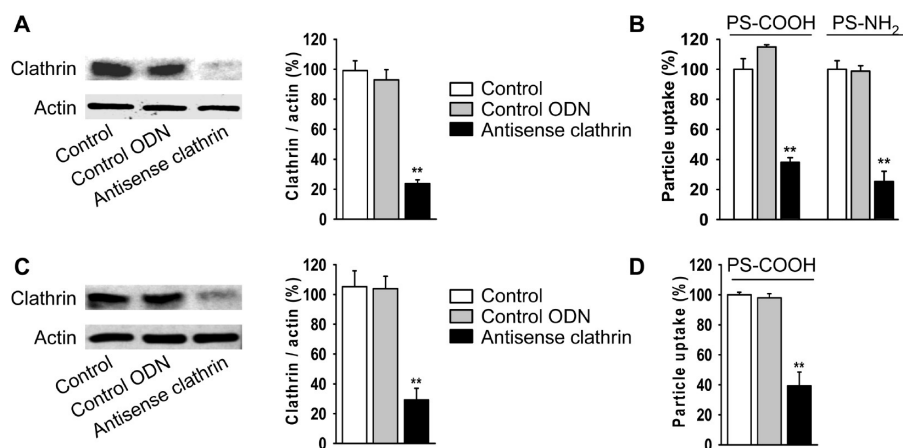 A
Clathrin
Actin
Control
Control ODN
Antisense clathrin
Clathrin / actin (%)
120
100
80
60
40
20
0
**
Control
Control ODN
Antisense clathrin
B
PS-COOH PS-NH2
Particle uptake (%)
120
100
80
60
40
20
0
**
**
C
Clathrin
Actin
Control
Control ODN
Antisense clathrin
Clathrin / actin (%)
120
100
80
60
40
20
0
**
Control
Control ODN
Antisense clathrin
D
PS-COOH
Particle uptake (%)
120
100
80
60
40
20
0
**